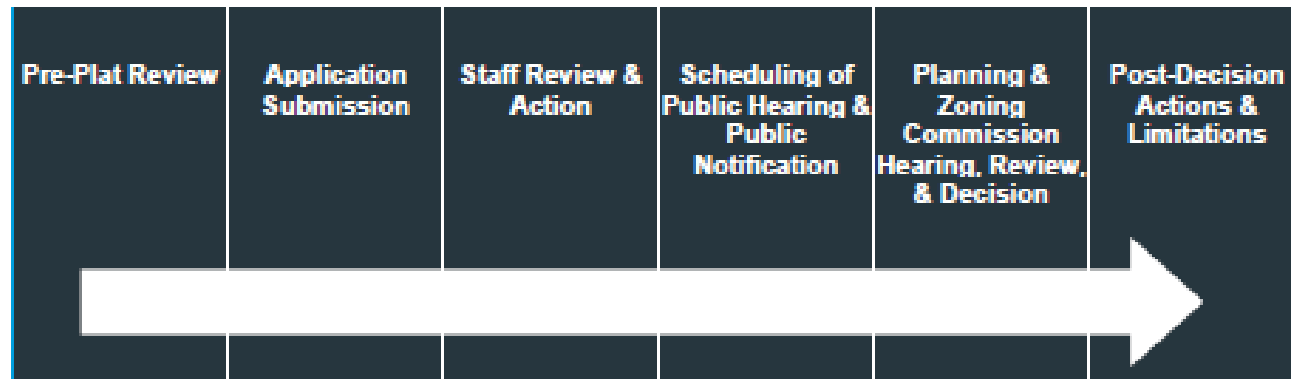 Pre-Plat Review
Application
Submission
Staff Review &
Action
Scheduling of
Public Hearing &
Public
Notification
Planning &
Zoning
Commission
Hearing, Review,
& Decision
Post-Decision
Actions &
Limitations